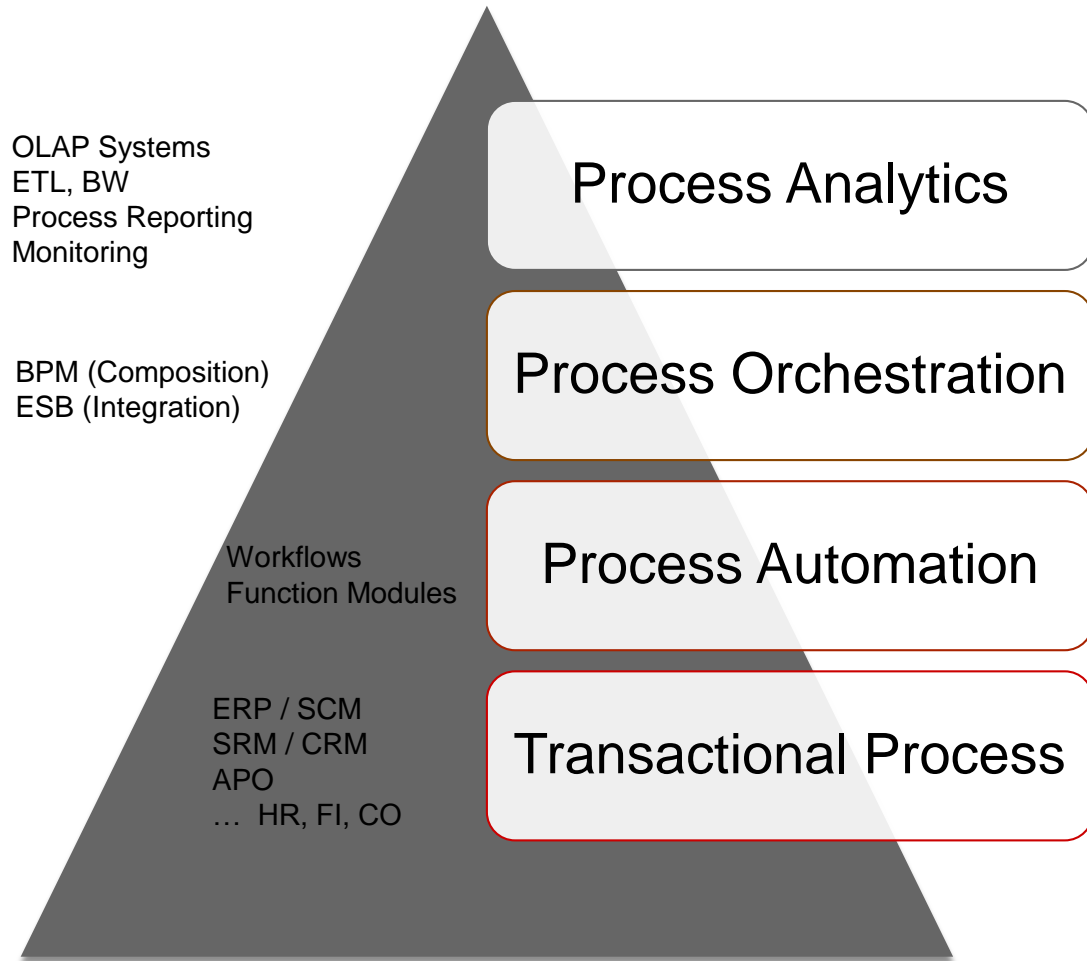 OLAP Systems
ETL, BW
Process Reporting
Monitoring
Process Analytics
BPM (Composition)
ESB (Integration)
Process Orchestration
Workflows
Function Modules
Process Automation
ERP / SCM
SRM / CRM
APO
… HR, FI, CO
Transactional Process